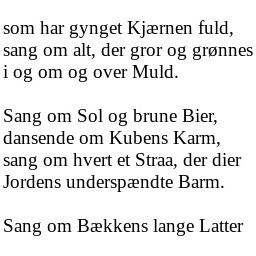 som har gynget Kjærnen fuld,
sang om alt, der gror og grønnes
i og om og over Muld.

Sang om Sol og brune Bier,
dansende om Kubens Karm,
sang om hvert et Straa, der dier
Jordens underspændte Barm.

Sang om Bækkens lange Latter